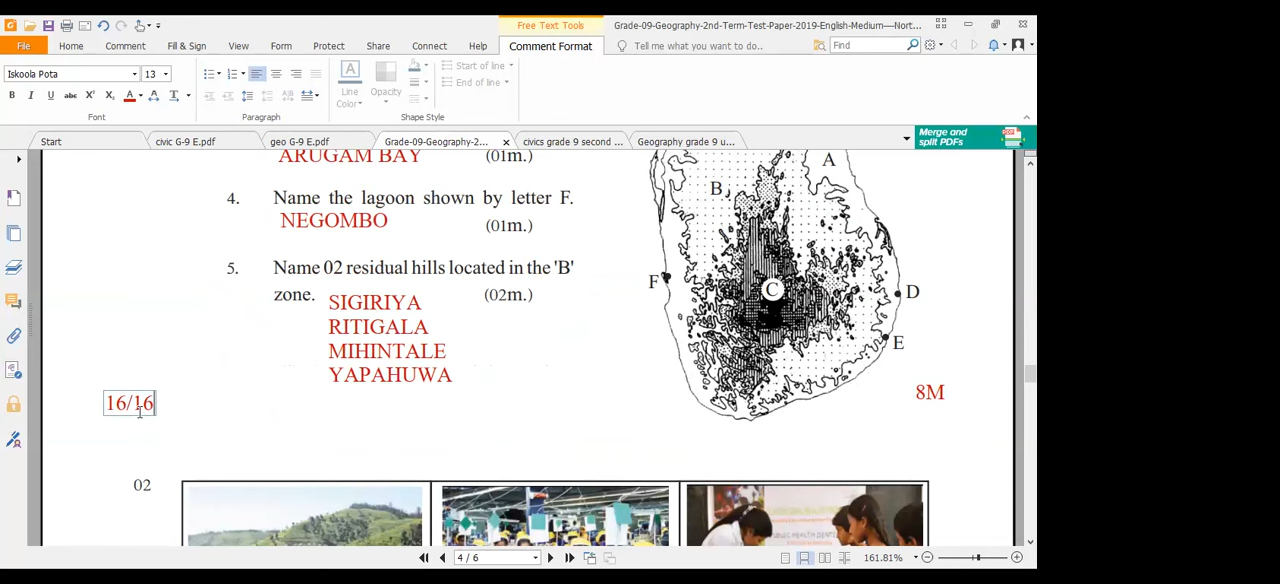 Free Text Tools
Grade-09-Geography-2nd-Term-Test-Paper-2019-English-Medium—Nort...
File
Home
Comment
Fill & Sign
View
Form
Protect
Share
Connect
Help
Comment Format
Tell me what you want to do..
Find
Iskoola Pota
13
B I U abc X² X₂ A A T
Font
Paragraph
Line
Color
Opacity
Start of line
End of line
Shape Style
Start
civic G-9 E.pdf
geo G-9 E.pdf
Grade-09-Geography-2...
civics grade 9 second ...
Geography grade 9 u...
Merge and
split PDFs
ARUGAM BAY (01m.)
4. Name the lagoon shown by letter F.
NEGOMBO (01m.)
5. Name 02 residual hills located in the 'B'
zone. (02m.)
SIGIRIYA
RITIGALA
MIHINTALE
YAPAHUWA
A
B
C
F
D
E
16/16
8M
02
4 / 6
161.81%